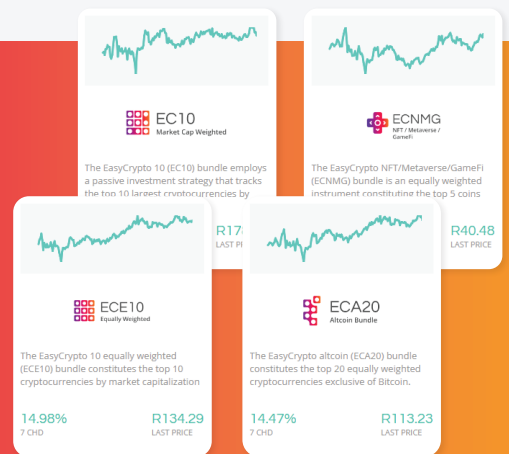 EC10
Market Cap Weighted
The EasyCrypto 10 (EC10) bundle employs
a passive investment strategy that tracks
the top 10 largest cryptocurrencies by
LAST
ECNMG
NFT / Metaverse /
GameFi
The EasyCrypto NFT/Metaverse/GameFi
(ECNMG) bundle is an equally weighted
instrument constituting the top 5 coins
R40.48
LAST PRICE
ECE10
Equally Weighted
The EasyCrypto 10 equally weighted
(ECE10) bundle constitutes the top 10
cryptocurrencies by market capitalization
14.98%
7 CHD
R134.29
LAST PRICE
ECA20
Altcoin Bundle
The EasyCrypto altcoin (ECA20) bundle
constitutes the top 20 equally weighted
cryptocurrencies exclusive of Bitcoin.
14.47%
7 CHD
R113.23
LAST PRICE